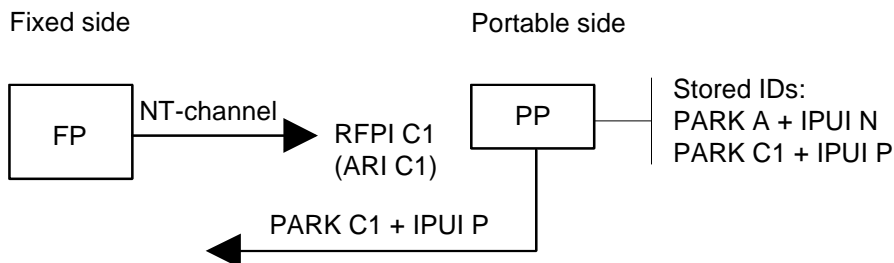 Fixed side
Portable side
FP
NT-channel
RFPI C1
(ARI C1)
PP
Stored IDs:
PARK A + IPUI N
PARK C1 + IPUI P
PARK C1 + IPUI P